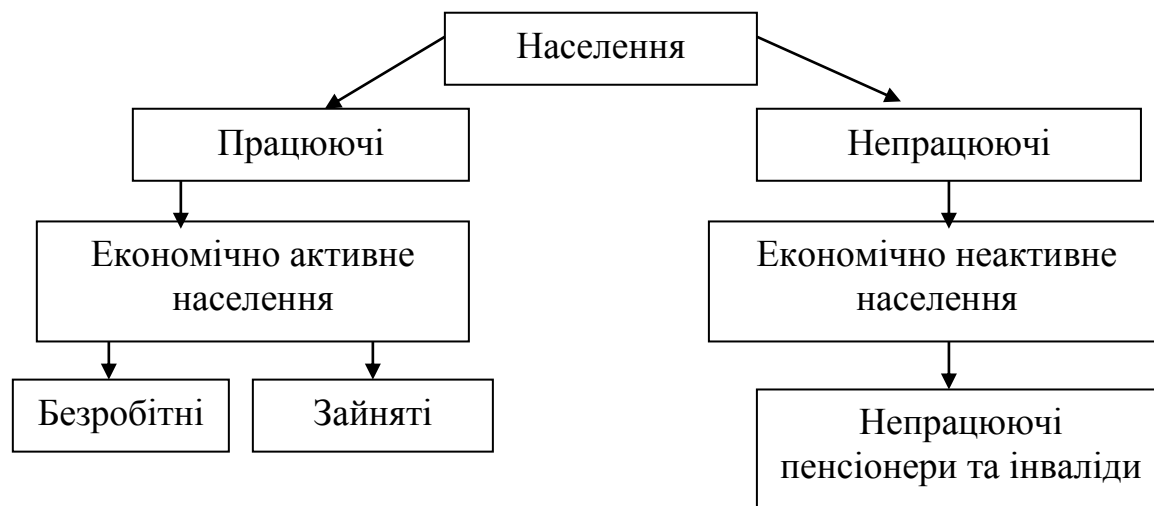 Населення
Працюючі
Непрацюючі
Економічно активне
населення
Економічно неактивне
населення
Безробітні
Зайняті
Непрацюючі
пенсіонери та інваліди